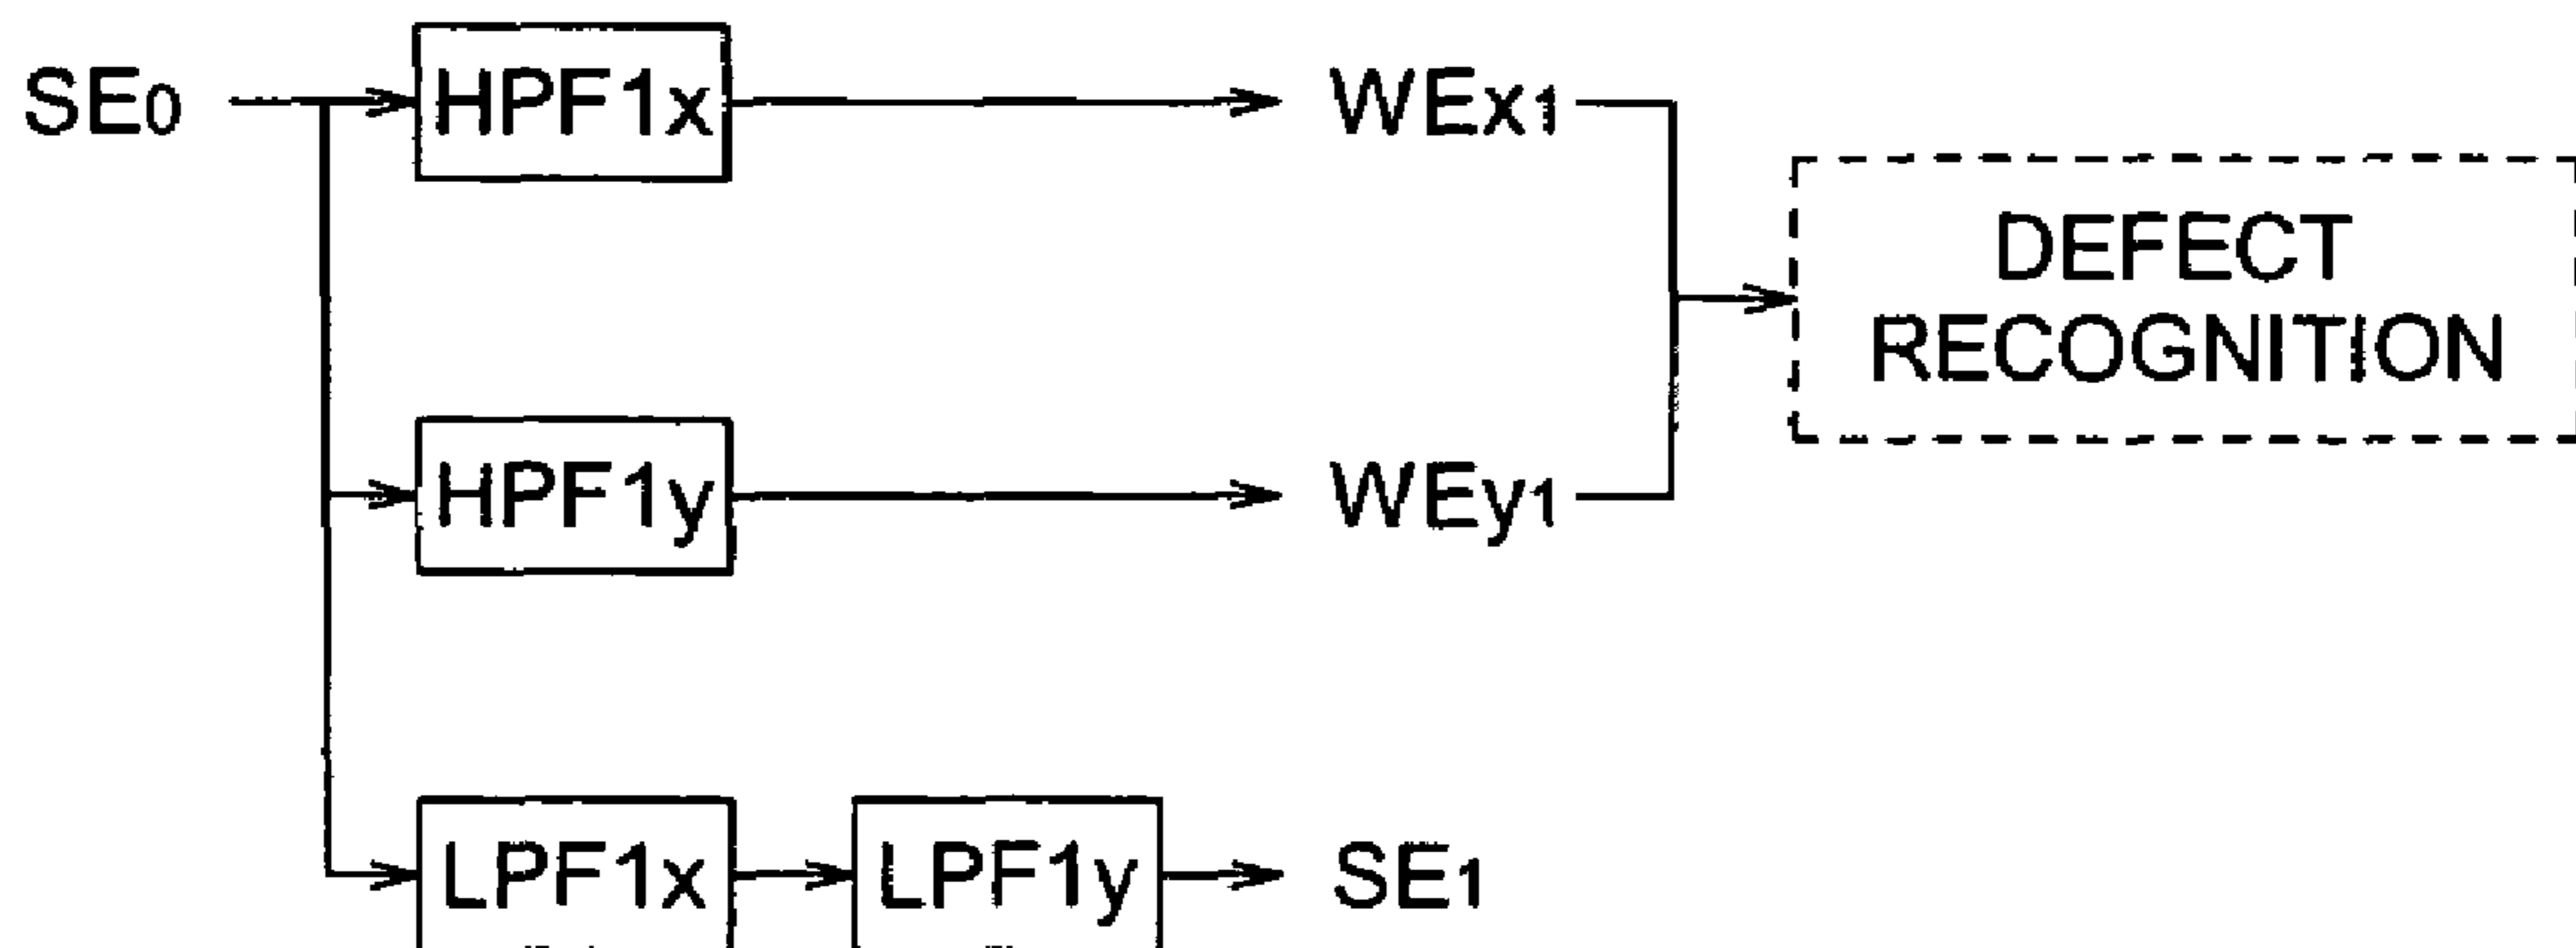 SE0 HPF1x WEx1
DEFECT
RECOGNITION
HPF1y WEy1
LPF1x LPF1y SE1